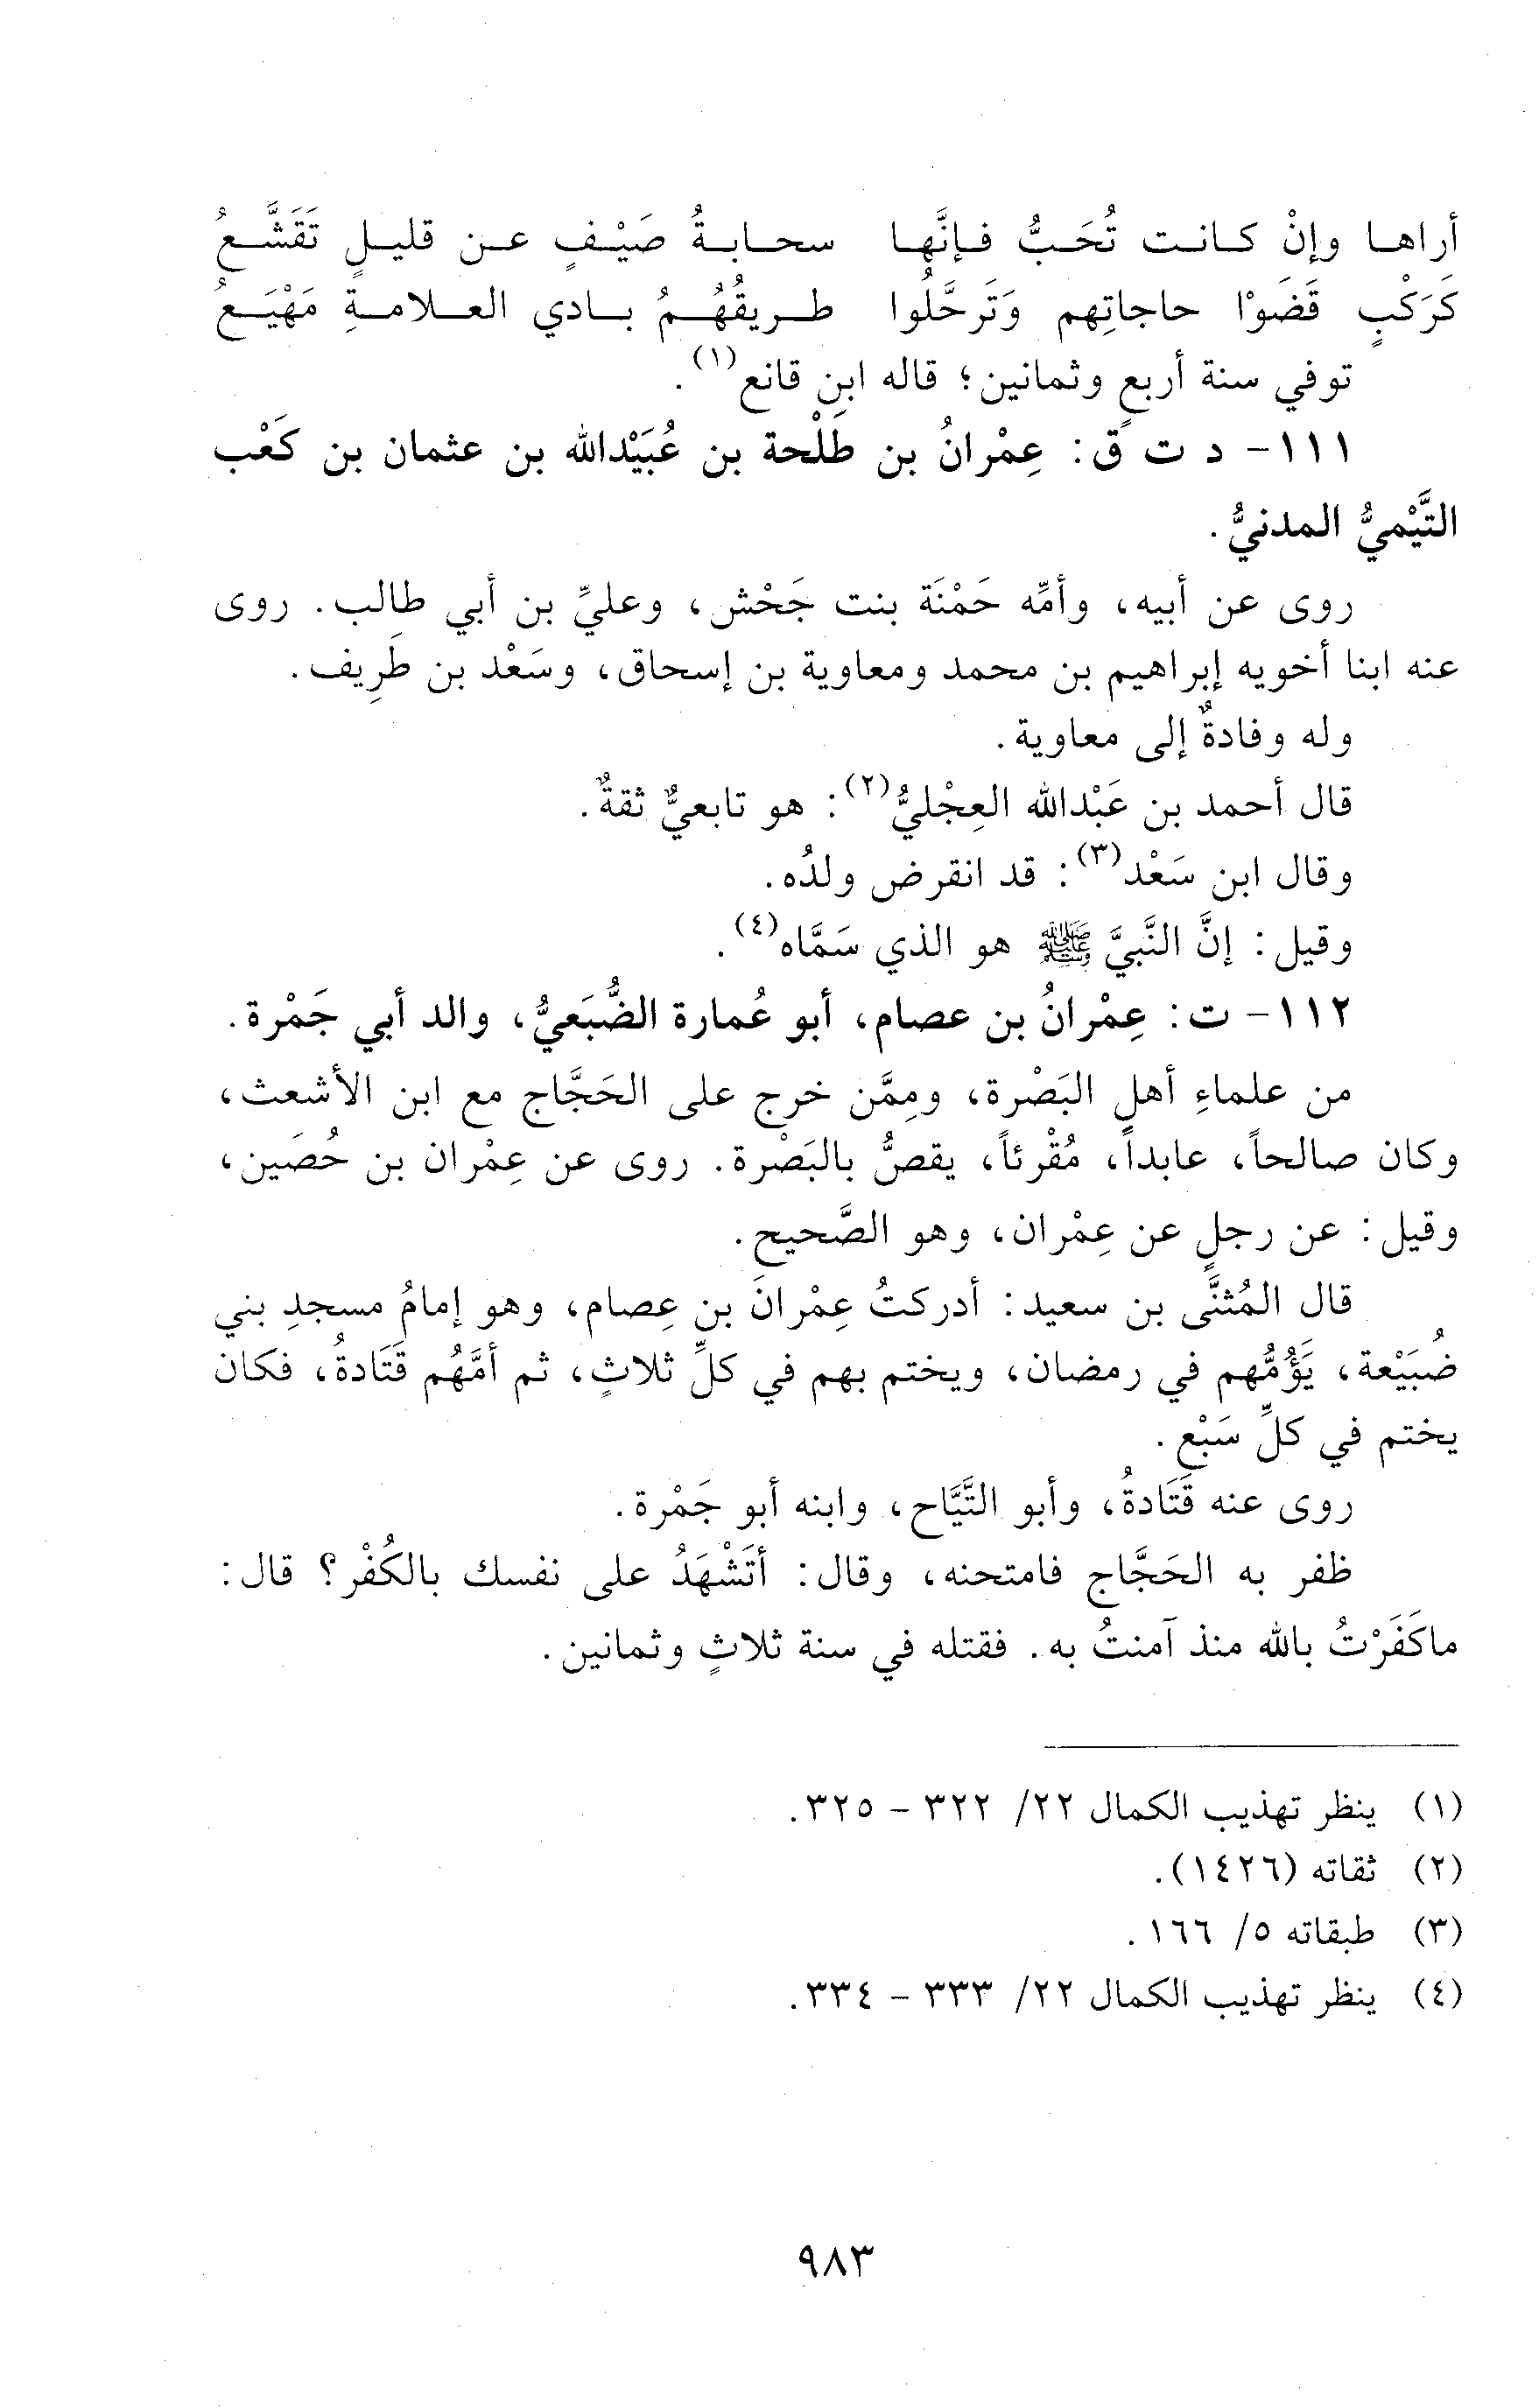 أراهـا وإنْ كـانـت تُحَـبُّ فـإنَّهـا سحـابـةُ صَيْـفٍ عـن قليـلٍ تَقَشَّـعُ
كَرَكْبٍ قَضَوْا حاجاتِهم وَتَرحَّلُوا طـريقُهُـمُ بـادي العـلامـةِ مَهْيَـعُ
توفي سنة أربعٍ وثمانين؛ قاله ابن قانع(١).
١١١- د ت ق: عِمْرانُ بن طَلْحة بن عُبَيْدالله بن عثمان بن كَعْب
التَّيْميُّ المدنيُّ.
روى عن أبيه، وأمِّه حَمْنَة بنت جَحْش، وعليِّ بن أبي طالب. روى
عنه ابنا أخويه إبراهيم بن محمد ومعاوية بن إسحاق، وسَعْد بن طَرِيف.
وله وفادةٌ إلى معاوية.
قال أحمد بن عَبْدالله العِجْليُّ(٢): هو تابعيٌّ ثقةٌ.
وقال ابن سَعْد(٣): قد انقرض ولدُه.
وقيل: إنَّ النَّبيَّ ﷺ هو الذي سَمَّاه(٤).
١١٢- ت: عِمْرانُ بن عصام، أبو عُمارة الضُّبَعيُّ، والد أبي جَمْرة.
من علماءِ أهلِ البَصْرة، ومِمَّن خرج على الحَجَّاج مع ابن الأشعث،
وكان صالحاً، عابداً، مُقْرئاً، يقصُّ بالبَصْرة. روى عن عِمْران بن حُصَين،
وقيل: عن رجلٍ عن عِمْران، وهو الصَّحيح.
قال المُثنَّى بن سعيد: أدركتُ عِمْرانَ بن عِصام، وهو إمامُ مسجدِ بني
ضُبَيْعة، يَؤُمُّهم في رمضان، ويختم بهم في كلِّ ثلاثٍ، ثم أمَّهُم قَتَادةُ، فكان
يختم في كلِّ سَبْع.
روى عنه قَتَادةُ، وأبو التَّيَّاح، وابنه أبو جَمْرة.
ظفر به الحَجَّاج فامتحنه، وقال: أتَشْهَدُ على نفسك بالكُفْر؟ قال:
ماكَفَرْتُ بالله منذ آمنتُ به. فقتله في سنة ثلاثٍ وثمانين.
(١) ينظر تهذيب الكمال ٢٢/ ٣٢٢ - ٣٢٥.
(٢) ثقاته (١٤٢٦).
(٣) طبقاته ٥/ ١٦٦.
(٤) ينظر تهذيب الكمال ٢٢/ ٣٣٣ - ٣٣٤.
٩٨٣